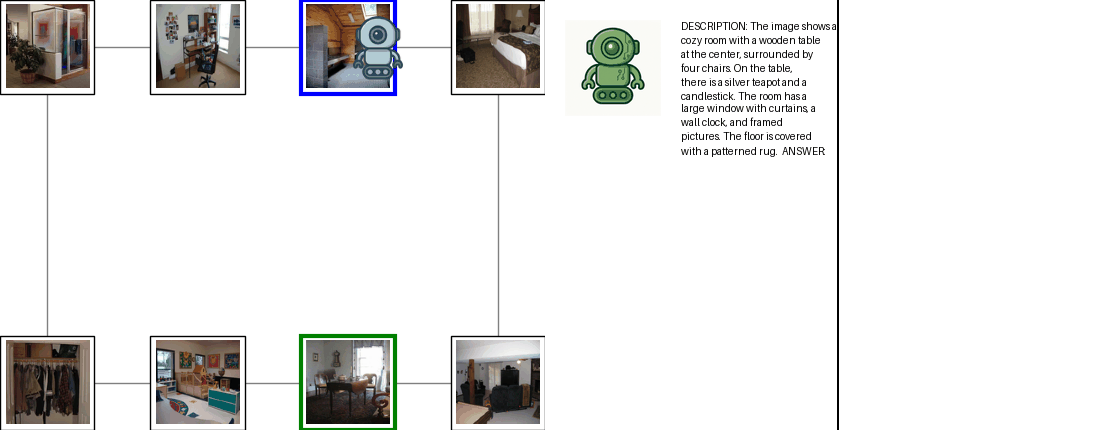 DESCRIPTION: The image shows a
cozy room with a wooden table
at the center, surrounded by
four chairs. On the table,
there is a silver teapot and a
candlestick. The room has a
large window with curtains, a
wall clock, and framed
pictures. The floor is covered
with a patterned rug. ANSWER: